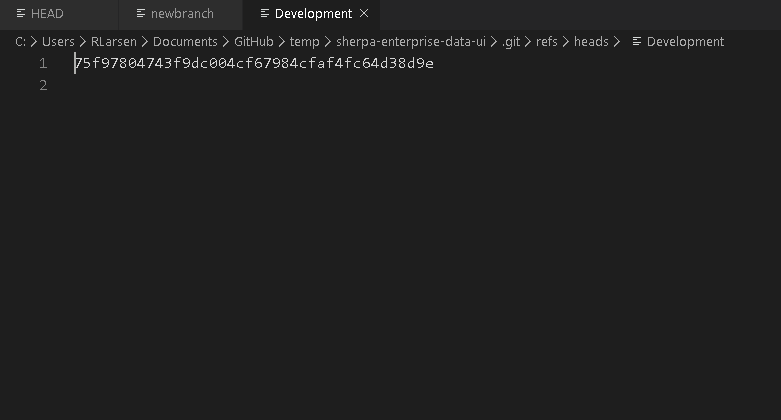 HEAD newbranch Development
C: > Users > RLarsen > Documents > GitHub > temp > sherpa-enterprise-data-ui > .git > refs > heads > Development
1 75f97804743f9dc004cf67984cfaf4fc64d38d9e
2